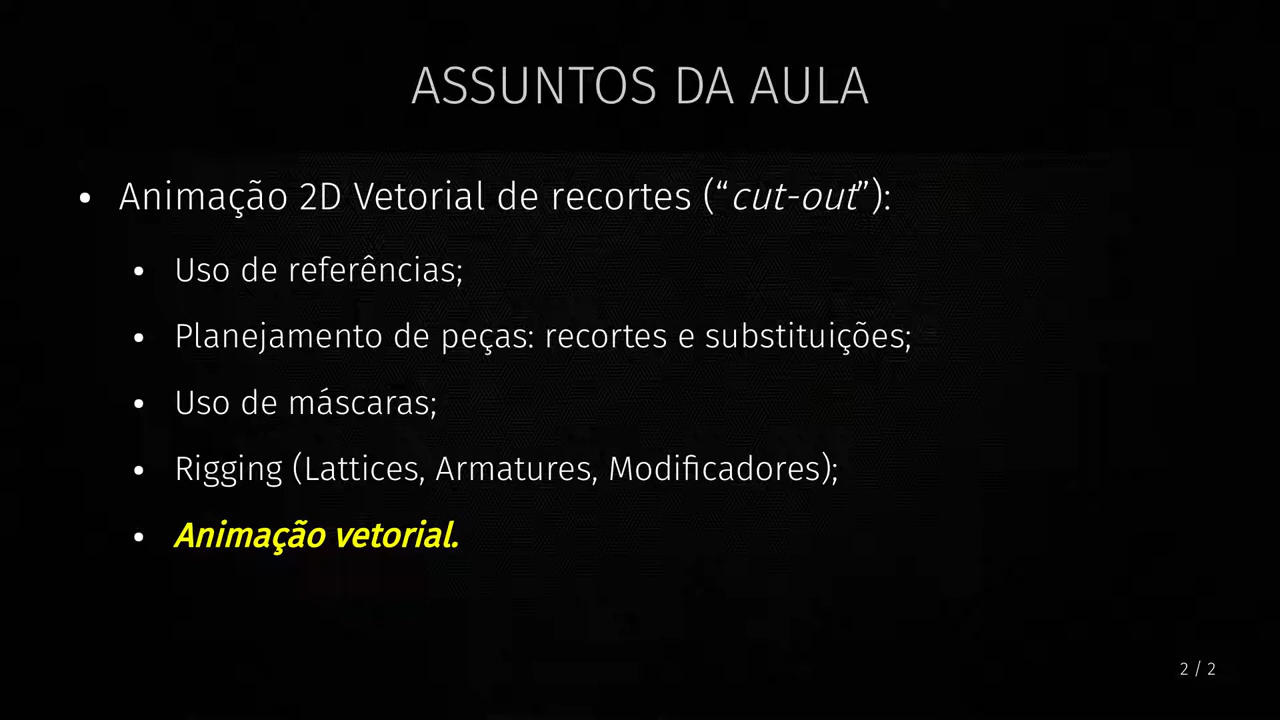 ASSUNTOS DA AULA
• Animação 2D Vetorial de recortes (“cut-out”):
• Uso de referências;
• Planejamento de peças: recortes e substituições;
• Uso de máscaras;
• Rigging (Lattices, Armatures, Modificadores);
• Animação vetorial.
2 / 2